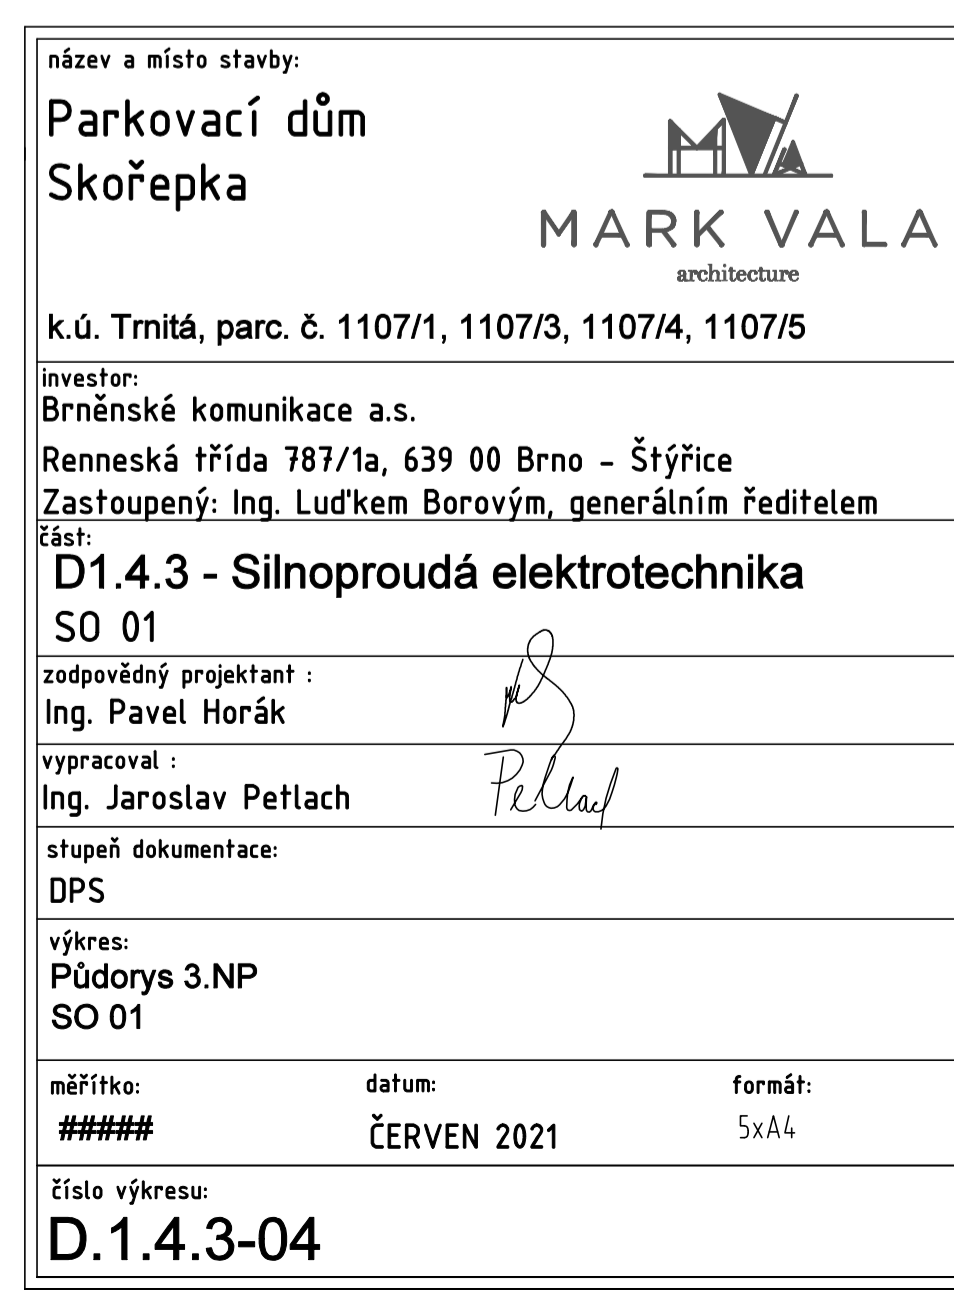 název a místo stavby:
Parkovací dům
Skořepka
MARK VALA
architecture
k.ú. Trnitá, parc. č. 1107/1, 1107/3, 1107/4, 1107/5
investor:
Brněnské komunikace a.s.
Renneská třída 787/1a, 639 00 Brno - Štýřice
Zastoupený: Ing. Luďkem Borovým, generálním ředitelem
část:
D1.4.3 - Silnoproudá elektrotechnika
SO 01
zodpovědný projektant :
Ing. Pavel Horák
vypracoval :
Ing. Jaroslav Petlach
Petlach
stupeň dokumentace:
DPS
výkres:
Půdorys 3.NP
SO 01
měřítko: datum: formát:
##### ČERVEN 2021 5xA4
číslo výkresu:
D.1.4.3-04